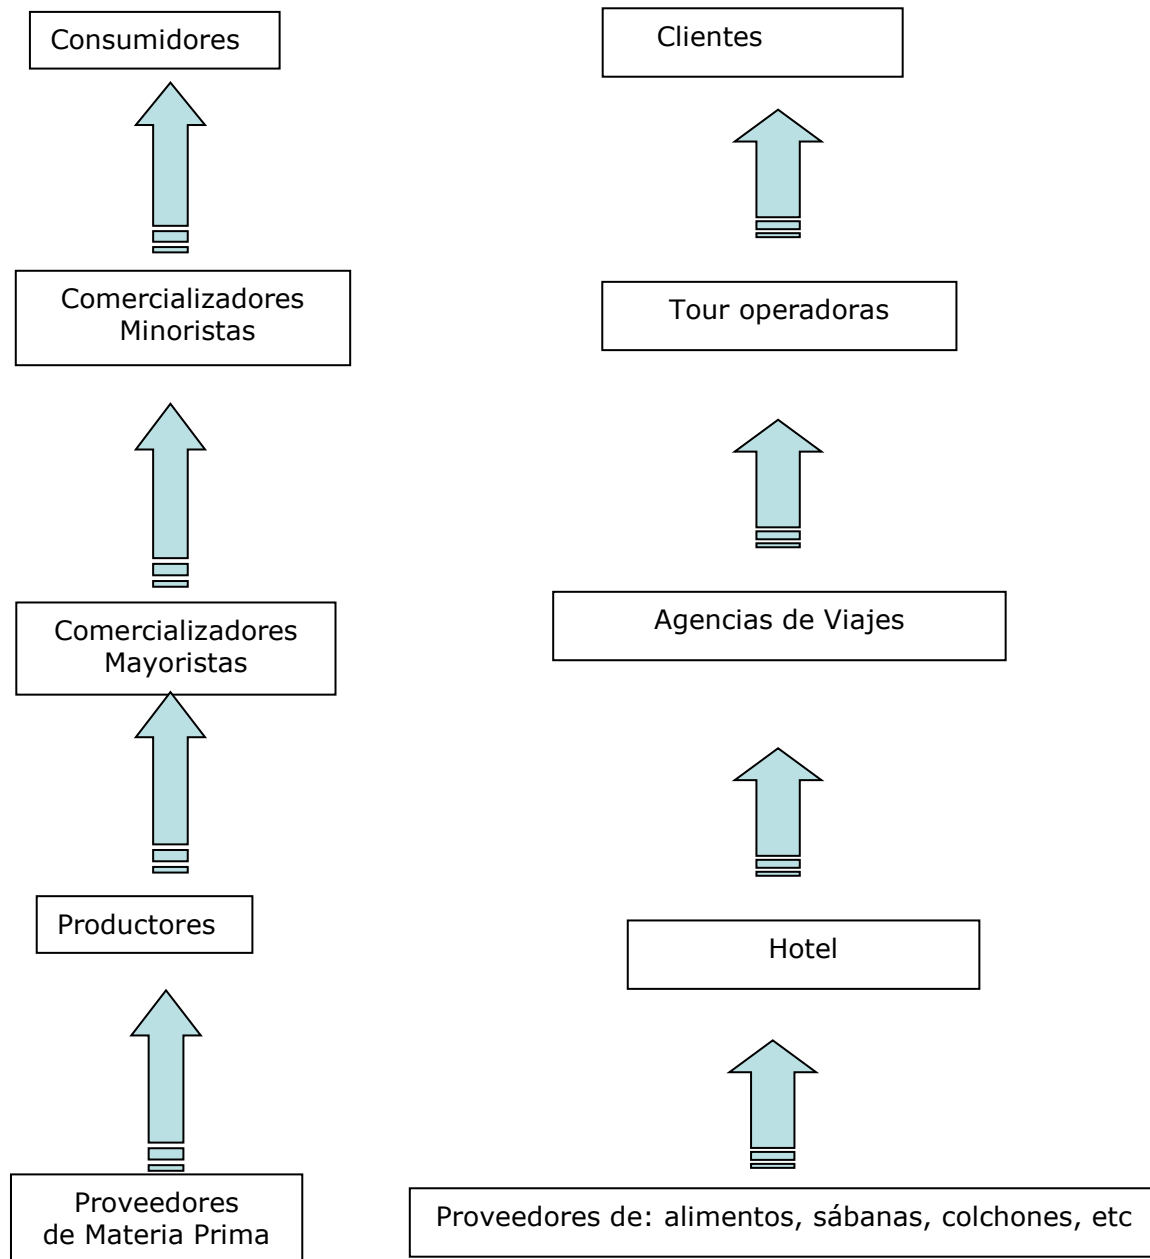 Consumidores
Clientes
Comercializadores
Minoristas
Tour operadoras
Comercializadores
Mayoristas
Agencias de Viajes
Productores
Hotel
Proveedores
de Materia Prima
Proveedores de: alimentos, sábanas, colchones, etc